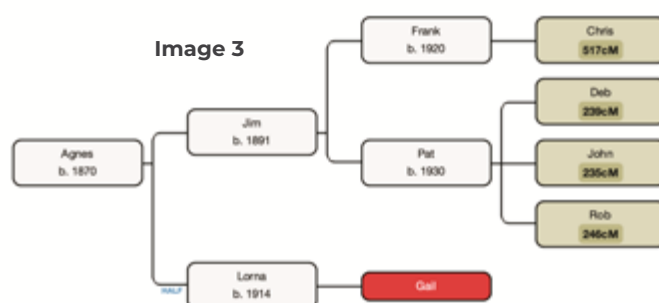 Image 3
Frank
b. 1920
Chris
517cM
Deb
239cM
Jim
b. 1891
Agnes
b. 1870
Pat
b. 1930
John
235cM
Rob
246cM
HALF
Lorna
b. 1914
Gail